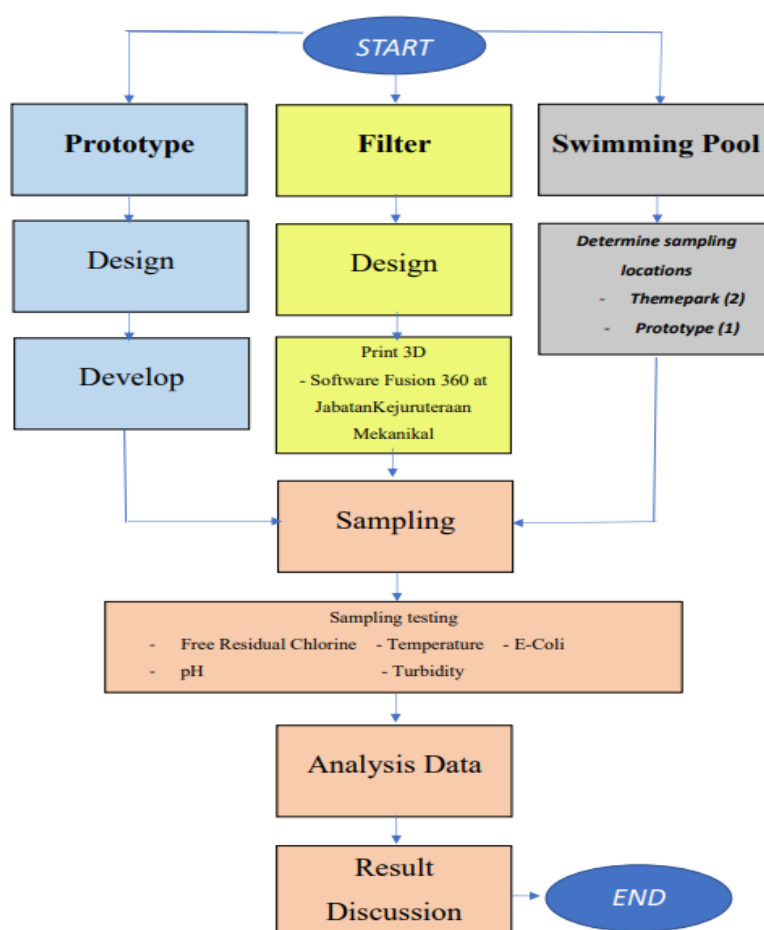 START
Prototype
Filter
Swimming Pool
Design
Design
Determine sampling
locations
- Themepark (2)
- Prototype (1)
Develop
Print 3D
- Software Fusion 360 at
JabatanKejuruteraan
Mekanikal
Sampling
Sampling testing
- Free Residual Chlorine - Temperature - E-Coli
- pH - Turbidity
Analysis Data
Result
Discussion
END